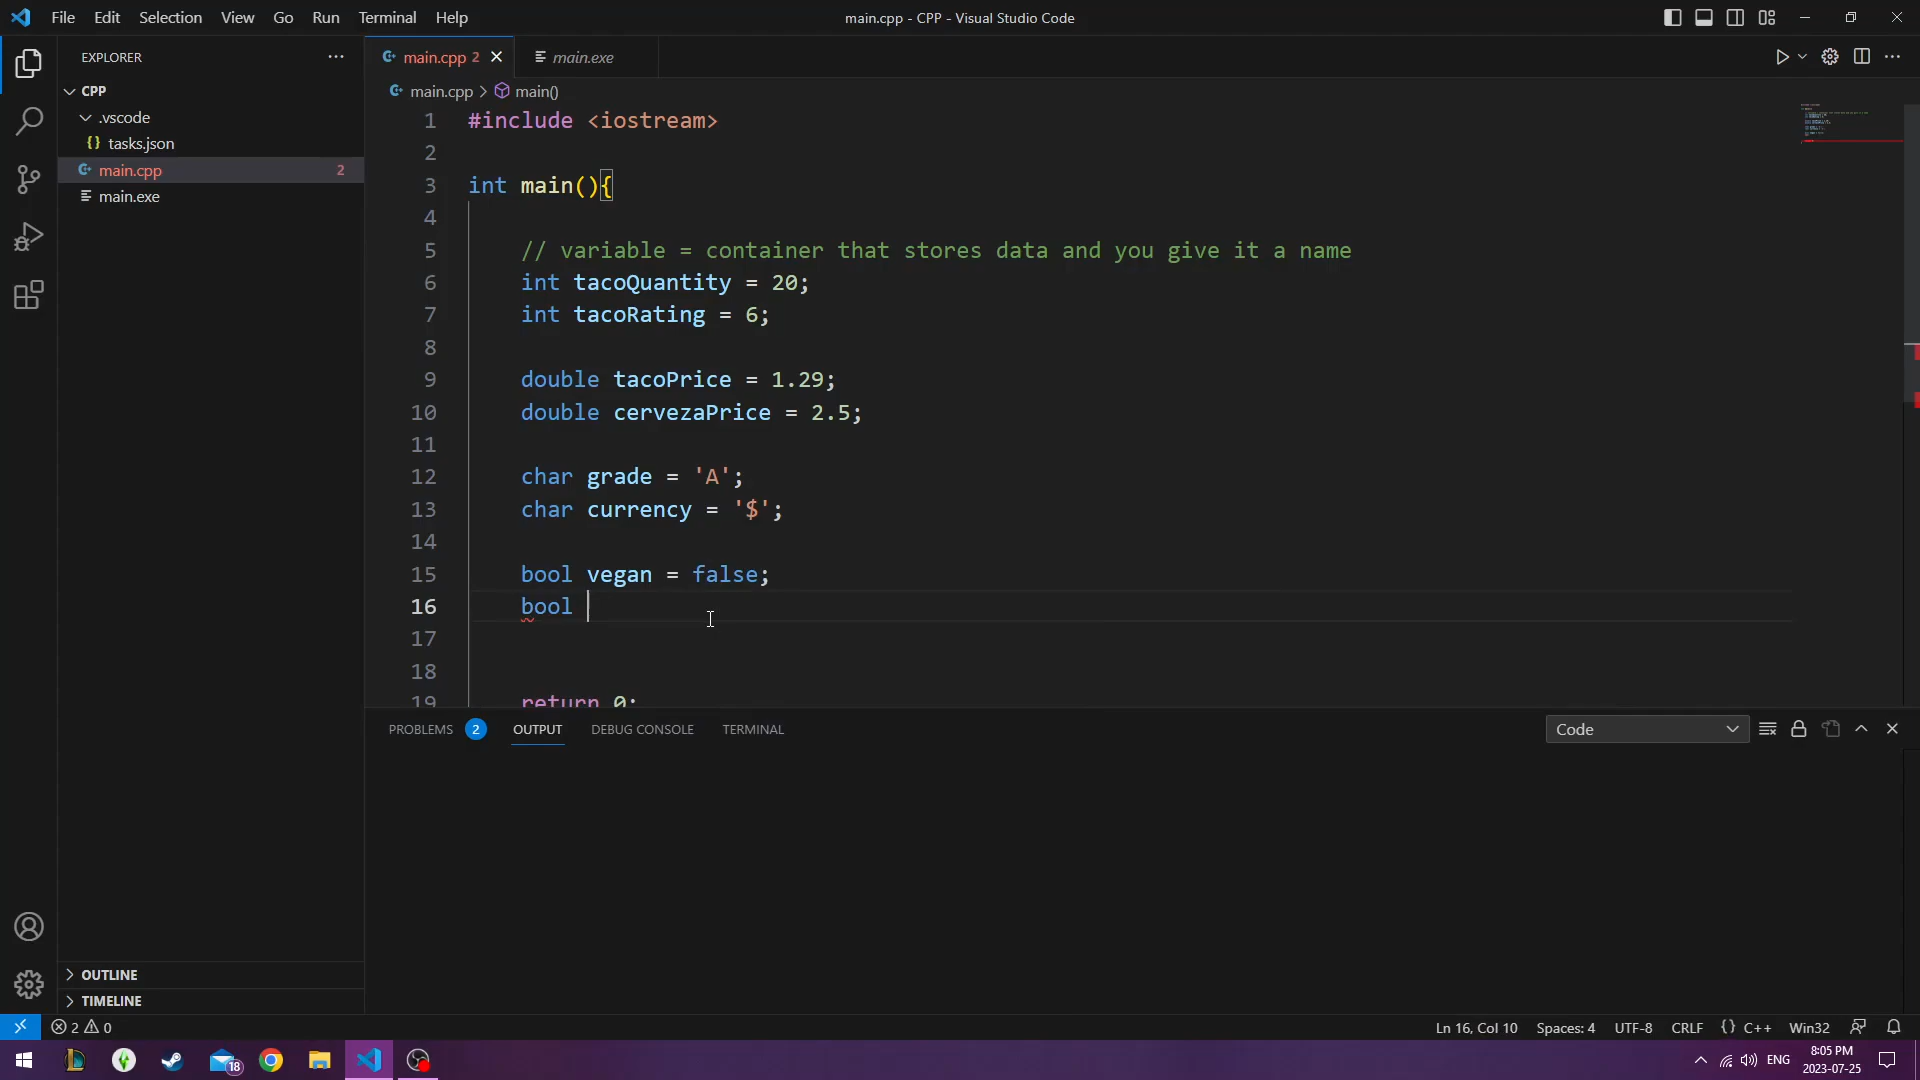 File Edit Selection View Go Run Terminal Help
main.cpp - CPP - Visual Studio Code
EXPLORER
CPP
.vscode
{} tasks.json
main.cpp 2
main.exe
OUTLINE
TIMELINE
main.cpp 2
main.exe
main.cpp > main()
1 #include <iostream>
2
3 int main(){
4
5 // variable = container that stores data and you give it a name
6 int tacoQuantity = 20;
7 int tacoRating = 6;
8
9 double tacoPrice = 1.29;
10 double cervezaPrice = 2.5;
11
12 char grade = 'A';
13 char currency = '$';
14
15 bool vegan = false;
16 bool
17
18
19 return 0;
PROBLEMS 2 OUTPUT DEBUG CONSOLE TERMINAL
Code
2 0
Ln 16, Col 10 Spaces: 4 UTF-8 CRLF {} C++ Win32
18
ENG
8:05 PM
2023-07-25